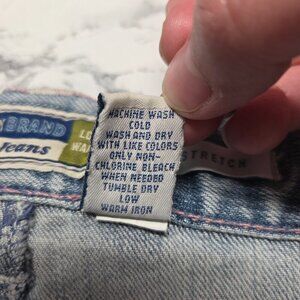 BRAND
Jeans
MACHINE WASH
COLD
WASH AND DRY
WITH LIKE COLORS
ONLY NON-
CHLORINE BLEACH
WHEN NEEDED
TUMBLE DRY
LOW
WARM IRON
STRETCH